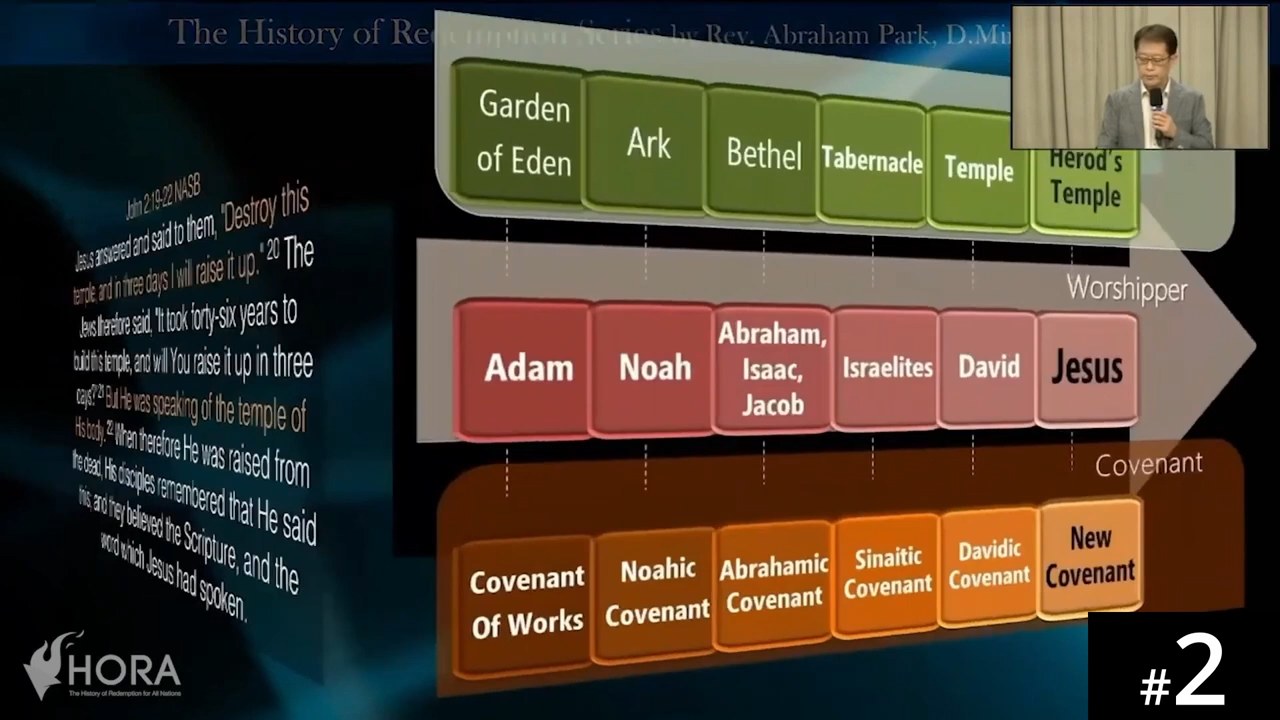 The History of Redemption Series by Rev. Abraham Park, D.Min
John 2:19-22 NASB
Jesus answered and said to them, "Destroy this
temple, and in three days I will raise it up." 20 The
Jews therefore said, "It took forty-six years to
build this temple, and will You raise it up in three
days?" 21 But He was speaking of the temple of
His body. 22 When therefore He was raised from
the dead, His disciples remembered that He said
this; and they believed the Scripture, and the
word which Jesus had spoken.
Garden
of Eden
Ark
Bethel
Tabernacle
Temple
Herod's
Temple
Worshipper
Adam
Noah
Abraham,
Isaac,
Jacob
Israelites
David
Jesus
Covenant
Covenant
Of Works
Noahic
Covenant
Abrahamic
Covenant
Sinaitic
Covenant
Davidic
Covenant
New
Covenant
HORA
The History of Redemption for All Nations
#2